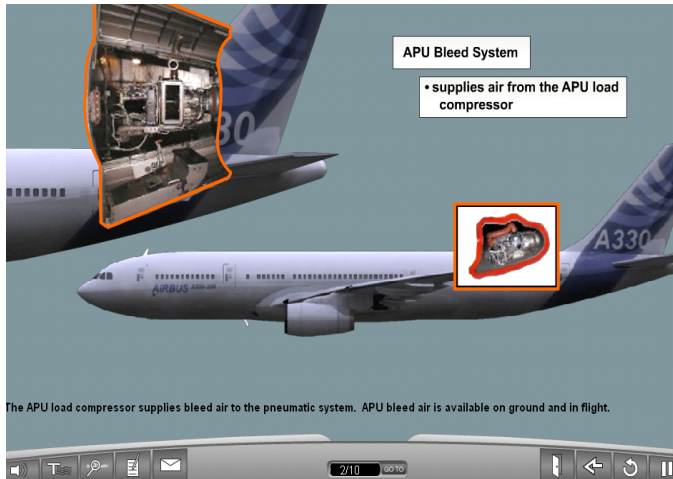 APU Bleed System
• supplies air from the APU load
compressor
30
A330
AIRBUS A330-200
The APU load compressor supplies bleed air to the pneumatic system. APU bleed air is available on ground and in flight.
T
2/10 GO TO